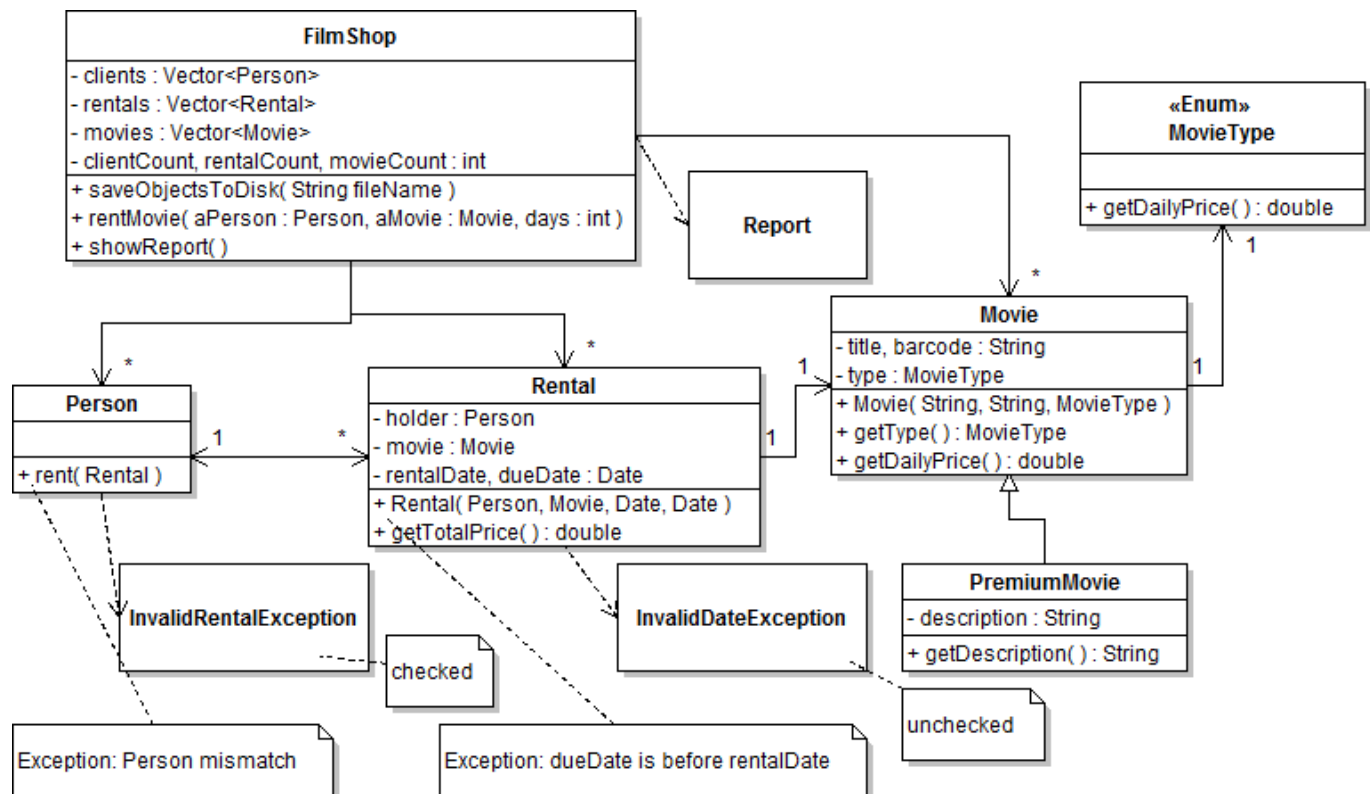 FilmShop
- clients : Vector<Person>
- rentals : Vector<Rental>
- movies : Vector<Movie>
- clientCount, rentalCount, movieCount : int
+ saveObjectsToDisk( String fileName )
+ rentMovie( aPerson : Person, aMovie : Movie, days : int )
+ showReport( )
«Enum»
MovieType
+ getDailyPrice( ) : double
Report
1
*
Movie
- title, barcode : String
- type : MovieType
+ Movie( String, String, MovieType )
+ getType( ) : MovieType
+ getDailyPrice( ) : double
1
*
*
1
Person
+ rent( Rental )
1
*
Rental
- holder : Person
- movie : Movie
- rentalDate, dueDate : Date
+ Rental( Person, Movie, Date, Date )
+ getTotalPrice( ) : double
1
InvalidRentalException
checked
InvalidDateException
unchecked
PremiumMovie
- description : String
+ getDescription( ) : String
Exception: Person mismatch
Exception: dueDate is before rentalDate